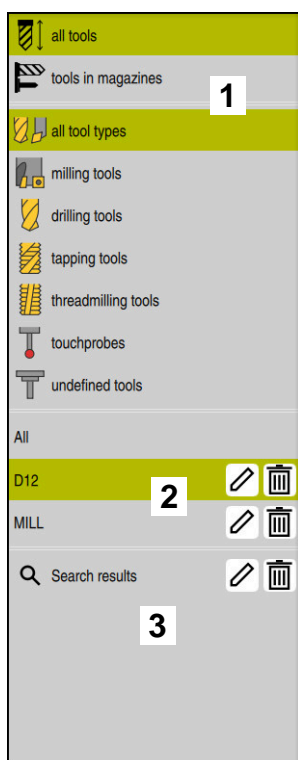 all tools
tools in magazines
1
all tool types
milling tools
drilling tools
tapping tools
threadmilling tools
touchprobes
undefined tools
All
D12
2
MILL
Search results
3